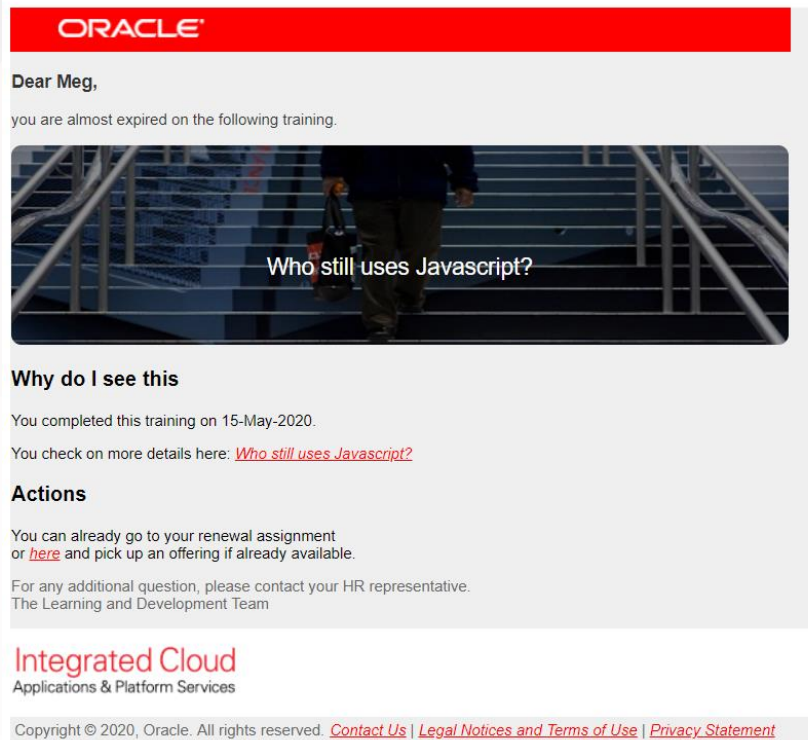 ORACLE
Dear Meg,
you are almost expired on the following training.
Who still uses Javascript?
Why do I see this
You completed this training on 15-May-2020.
You check on more details here: Who still uses Javascript?
Actions
You can already go to your renewal assignment
or here and pick up an offering if already available.
For any additional question, please contact your HR representative.
The Learning and Development Team
Integrated Cloud
Applications & Platform Services
Copyright © 2020, Oracle. All rights reserved. Contact Us | Legal Notices and Terms of Use | Privacy Statement